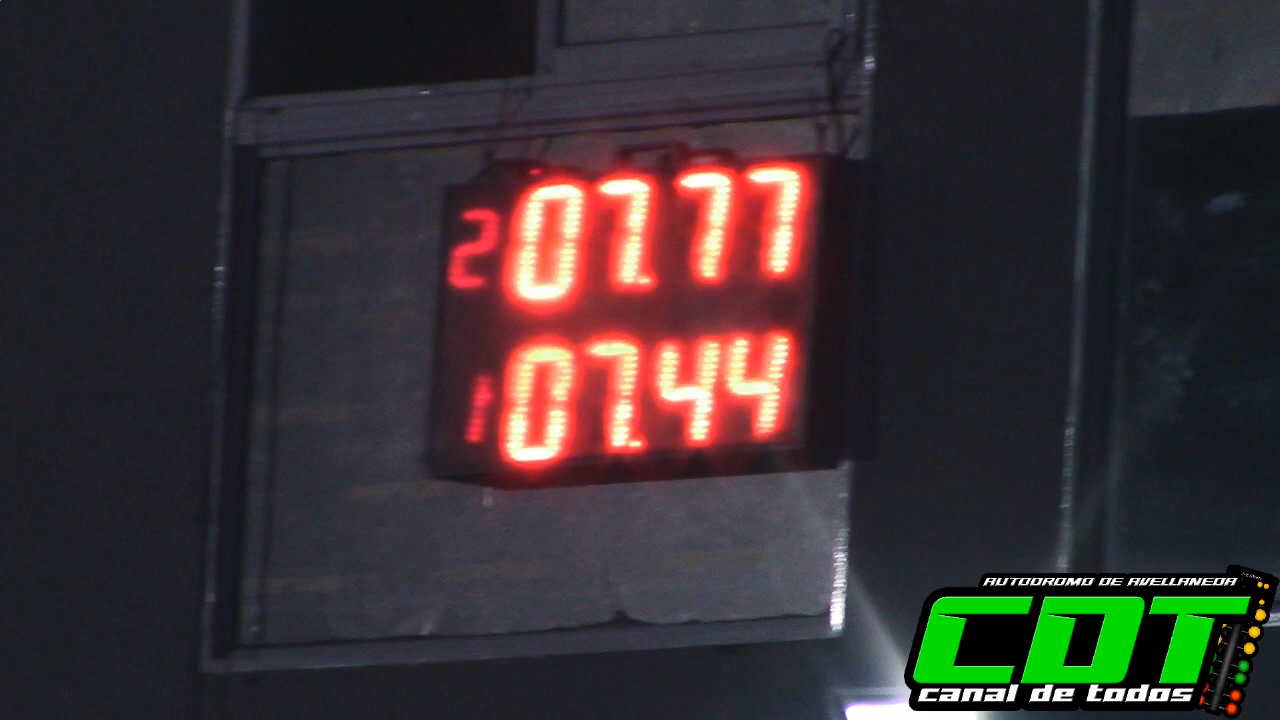 2 07.77
1 07.44
AUTODROMO DE AVELLANEDA
CDT
canal de todos